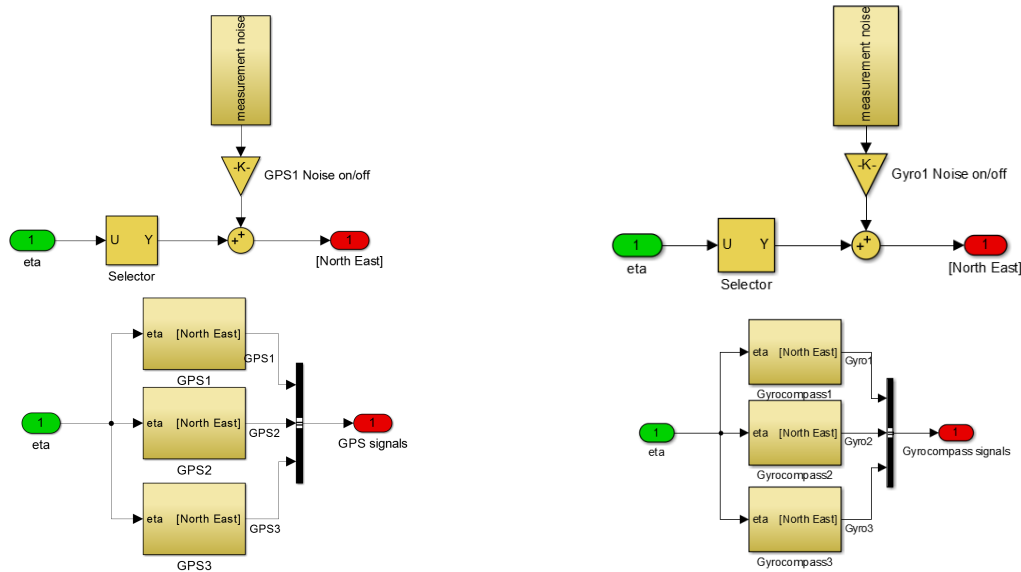 measurement noise
-K-
GPS1 Noise on/off
1
eta
U Y
Selector
+
+
1
[North East]
eta [North East]
GPS1
GPS1
1
eta
eta [North East]
GPS2
GPS2
1
GPS signals
eta [North East]
GPS3
GPS3
measurement noise
-K-
Gyro1 Noise on/off
1
eta
U Y
Selector
+
+
1
[North East]
eta [North East]
Gyro1
Gyrocompass1
1
eta
eta [North East]
Gyro2
Gyrocompass2
1
Gyrocompass signals
eta [North East]
Gyro3
Gyrocompass3